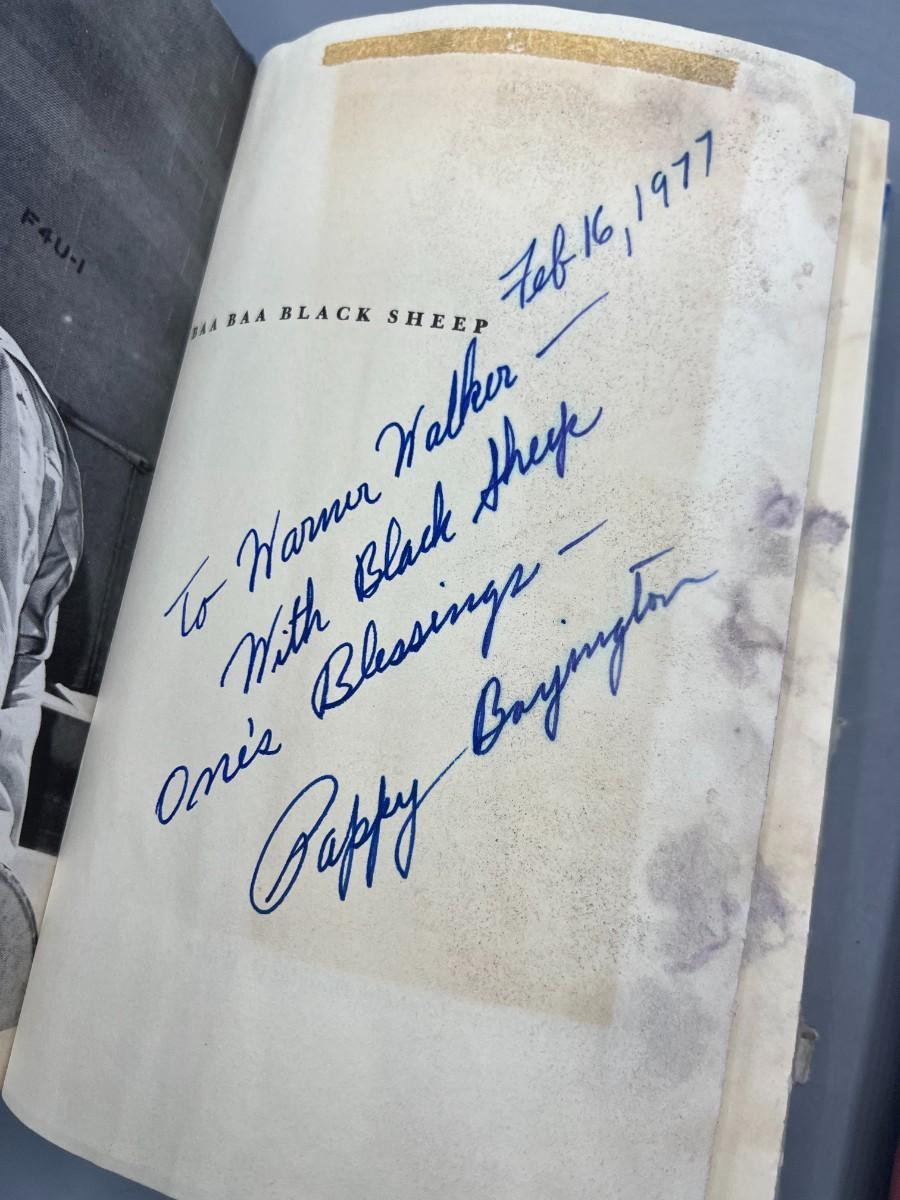 F4U-1
Feb 16, 1977
BAA BAA BLACK SHEEP
To Warner Walker —
With Black Sheep
One's Blessings —
Pappy Boyington